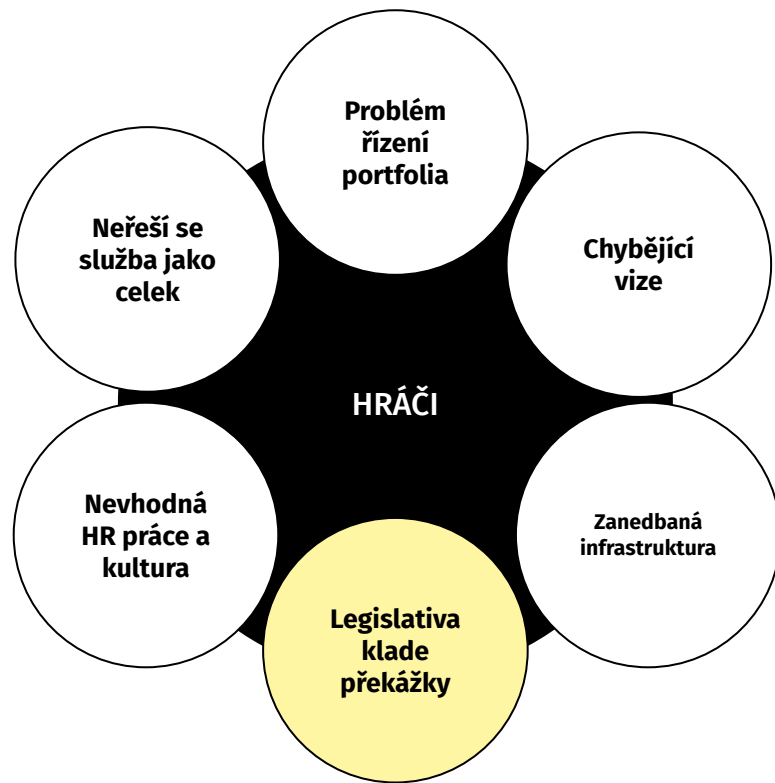 Problém
řízení
portfolia
Neřeší se
služba jako
celek
Chybějící
vize
HRÁČI
Nevhodná
HR práce a
kultura
Zanedbaná
infrastruktura
Legislativa
klade
překážky